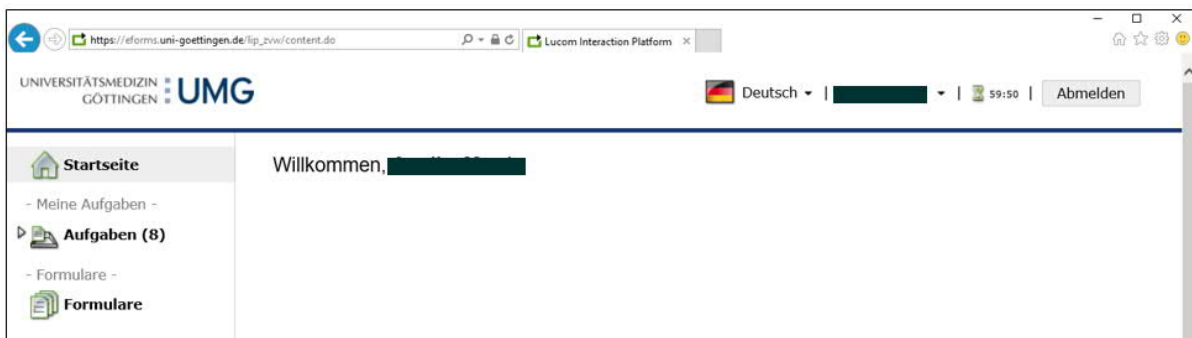 https://eforms.uni-goettingen.de/lip_zvw/content.do
Lucom Interaction Platform
UNIVERSITÄTSMEDIZIN
GÖTTINGEN
UMG
Deutsch
59:50
Abmelden
Startseite
Willkommen,
- Meine Aufgaben -
Aufgaben (8)
- Formulare -
Formulare